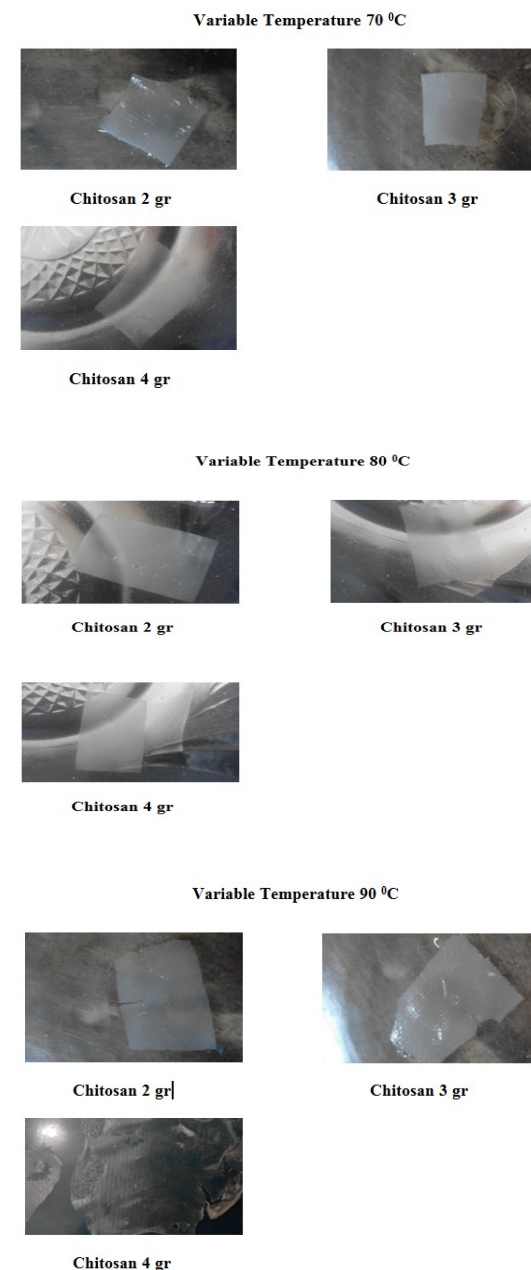 Variable Temperature 70 ⁰C
Chitosan 2 gr
Chitosan 3 gr
Chitosan 4 gr
Variable Temperature 80 ⁰C
Chitosan 2 gr
Chitosan 3 gr
Chitosan 4 gr
Variable Temperature 90 ⁰C
Chitosan 2 gr
Chitosan 3 gr
Chitosan 4 gr